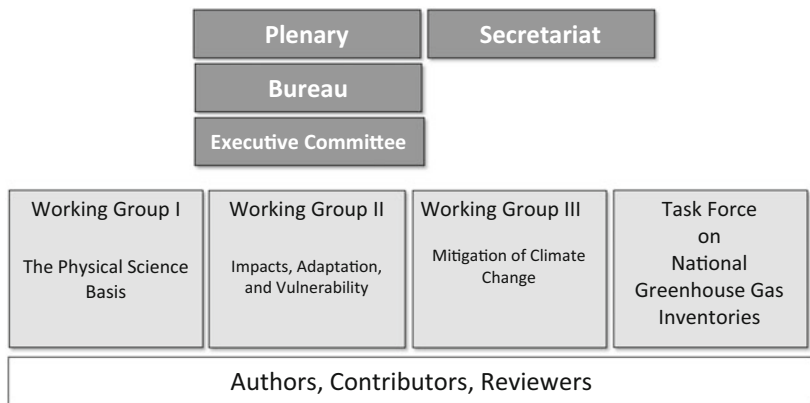 Plenary
Secretariat
Bureau
Executive Committee
Working Group I
The Physical Science
Basis
Working Group II
Impacts, Adaptation,
and Vulnerability
Working Group III
Mitigation of Climate
Change
Task Force
on
National
Greenhouse Gas
Inventories
Authors, Contributors, Reviewers